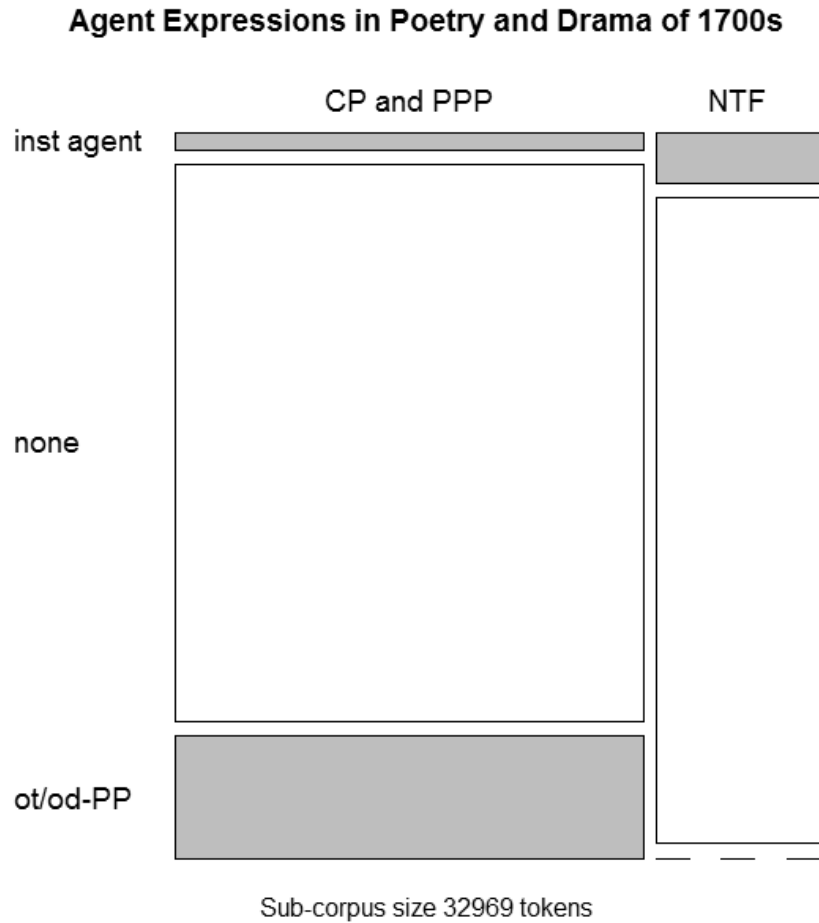 Agent Expressions in Poetry and Drama of 1700s
CP and PPP NTF
inst agent
none
ot/od-PP
Sub-corpus size 32969 tokens